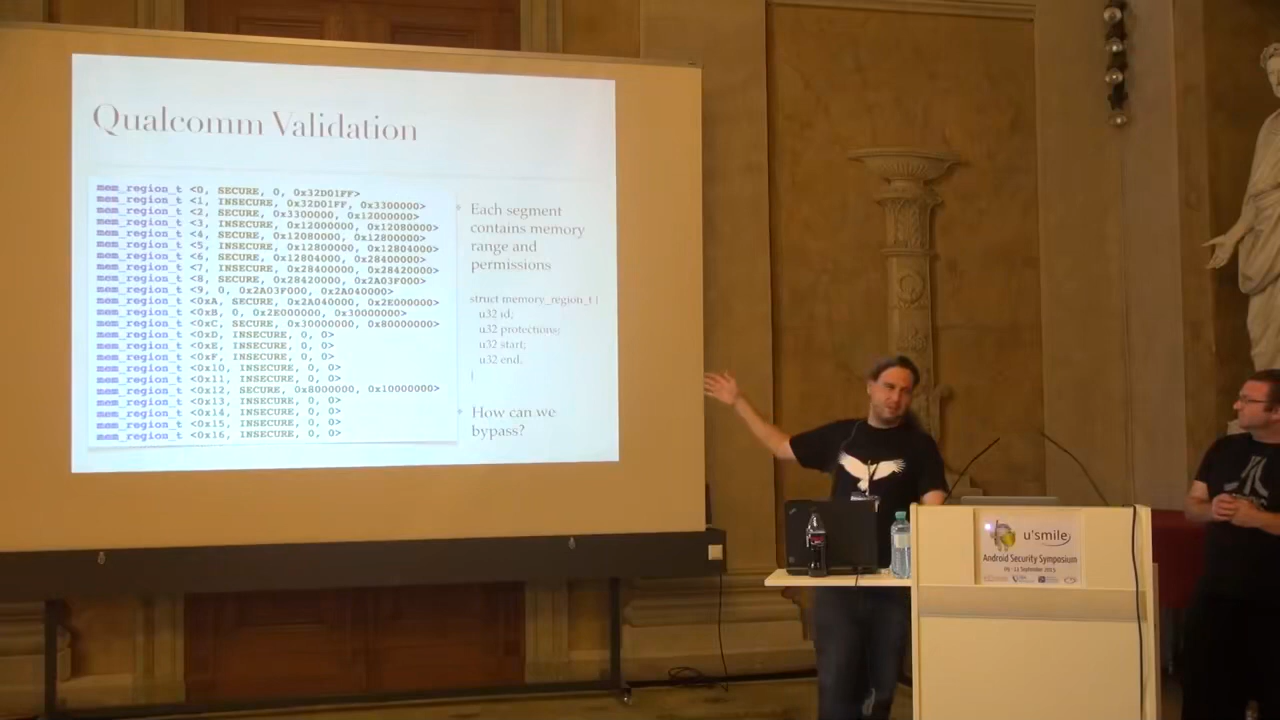 Qualcomm Validation
mem_region_t <0, SECURE, 0, 0x32D01FF>
mem_region_t <1, INSECURE, 0x32D01FF, 0x3300000>
mem_region_t <2, SECURE, 0x3300000, 0x12000000>
mem_region_t <3, INSECURE, 0x12000000, 0x12080000>
mem_region_t <4, SECURE, 0x12080000, 0x12800000>
mem_region_t <5, INSECURE, 0x12800000, 0x12804000>
mem_region_t <6, SECURE, 0x12804000, 0x28400000>
mem_region_t <7, INSECURE, 0x28400000, 0x28420000>
mem_region_t <8, SECURE, 0x28420000, 0x2A03F000>
mem_region_t <9, 0, 0x2A03F000, 0x2A040000>
mem_region_t <0xA, SECURE, 0x2A040000, 0x2E000000>
mem_region_t <0xB, 0, 0x2E000000, 0x30000000>
mem_region_t <0xC, SECURE, 0x30000000, 0x80000000>
mem_region_t <0xD, INSECURE, 0, 0>
mem_region_t <0xE, INSECURE, 0, 0>
mem_region_t <0xF, INSECURE, 0, 0>
mem_region_t <0x10, INSECURE, 0, 0>
mem_region_t <0x11, INSECURE, 0, 0>
mem_region_t <0x12, SECURE, 0x8000000, 0x10000000>
mem_region_t <0x13, INSECURE, 0, 0>
mem_region_t <0x14, INSECURE, 0, 0>
mem_region_t <0x15, INSECURE, 0, 0>
mem_region_t <0x16, INSECURE, 0, 0>
Each segment
contains memory
range and
permissions
struct memory_region_t {
u32 id;
u32 protections;
u32 start;
u32 end;
}
How can we
bypass?
u'smile
Android Security Symposium
09 - 11 September 2015